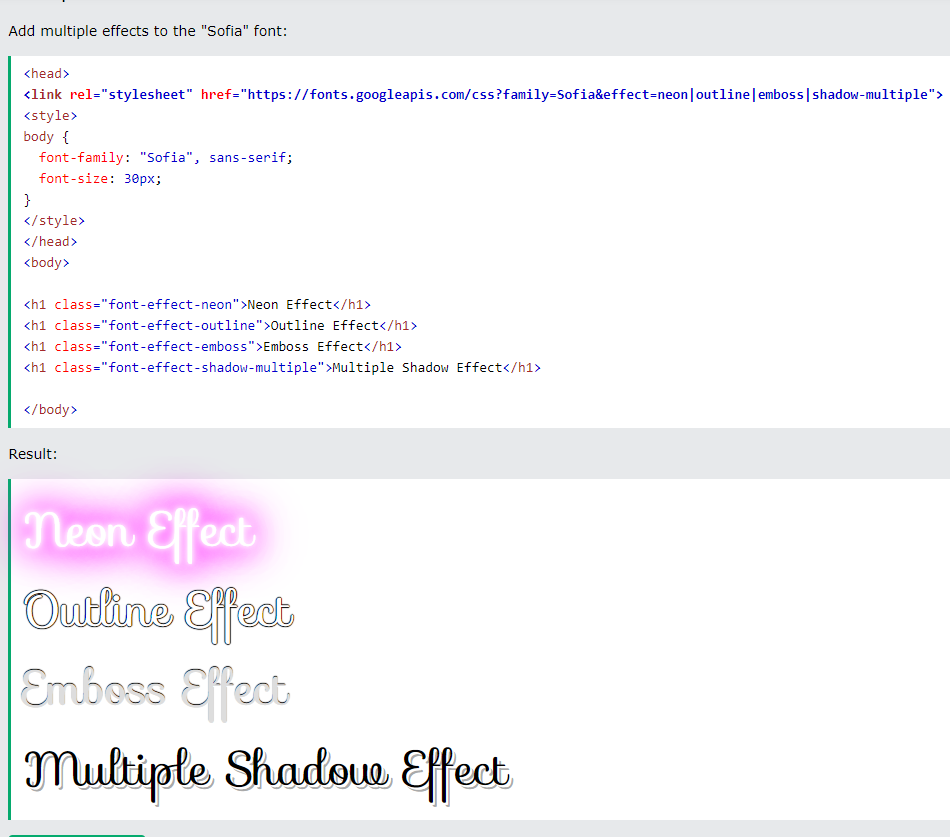 Add multiple effects to the "Sofia" font:
<head>
<link rel="stylesheet" href="https://fonts.googleapis.com/css?family=Sofia&effect=neon|outline|emboss|shadow-multiple">
<style>
body {
  font-family: "Sofia", sans-serif;
  font-size: 30px;
}
</style>
</head>
<body>
<h1 class="font-effect-neon">Neon Effect</h1>
<h1 class="font-effect-outline">Outline Effect</h1>
<h1 class="font-effect-emboss">Emboss Effect</h1>
<h1 class="font-effect-shadow-multiple">Multiple Shadow Effect</h1>
</body>
Result:
Neon Effect
Outline Effect
Emboss Effect
Multiple Shadow Effect